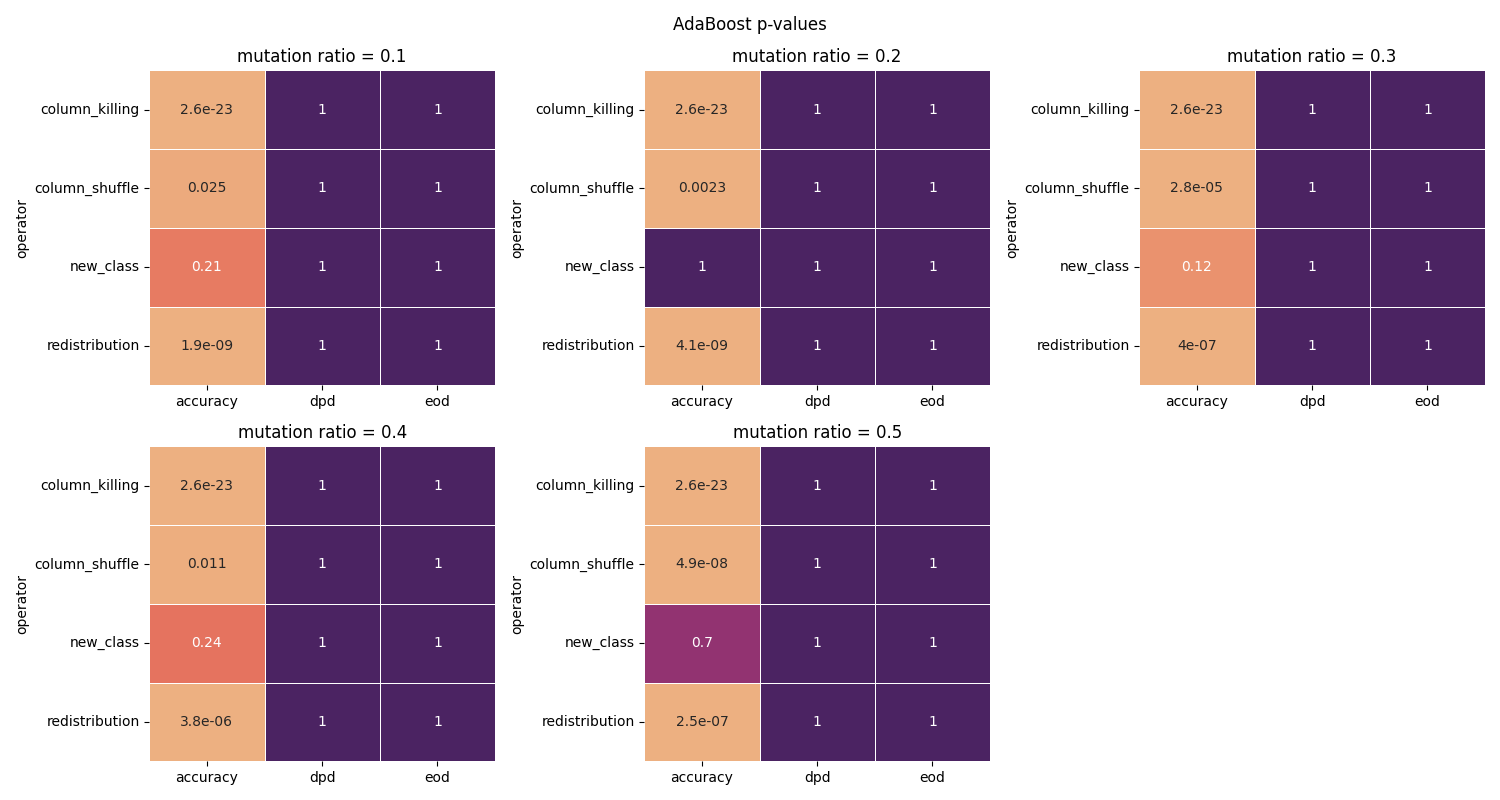 AdaBoost p-values
mutation ratio = 0.1
operator
column_killing 2.6e-23 1 1
column_shuffle 0.025 1 1
new_class 0.21 1 1
redistribution 1.9e-09 1 1
accuracy dpd eod
mutation ratio = 0.2
operator
column_killing 2.6e-23 1 1
column_shuffle 0.0023 1 1
new_class 1 1 1
redistribution 4.1e-09 1 1
accuracy dpd eod
mutation ratio = 0.3
operator
column_killing 2.6e-23 1 1
column_shuffle 2.8e-05 1 1
new_class 0.12 1 1
redistribution 4e-07 1 1
accuracy dpd eod
mutation ratio = 0.4
operator
column_killing 2.6e-23 1 1
column_shuffle 0.011 1 1
new_class 0.24 1 1
redistribution 3.8e-06 1 1
accuracy dpd eod
mutation ratio = 0.5
operator
column_killing 2.6e-23 1 1
column_shuffle 4.9e-08 1 1
new_class 0.7 1 1
redistribution 2.5e-07 1 1
accuracy dpd eod